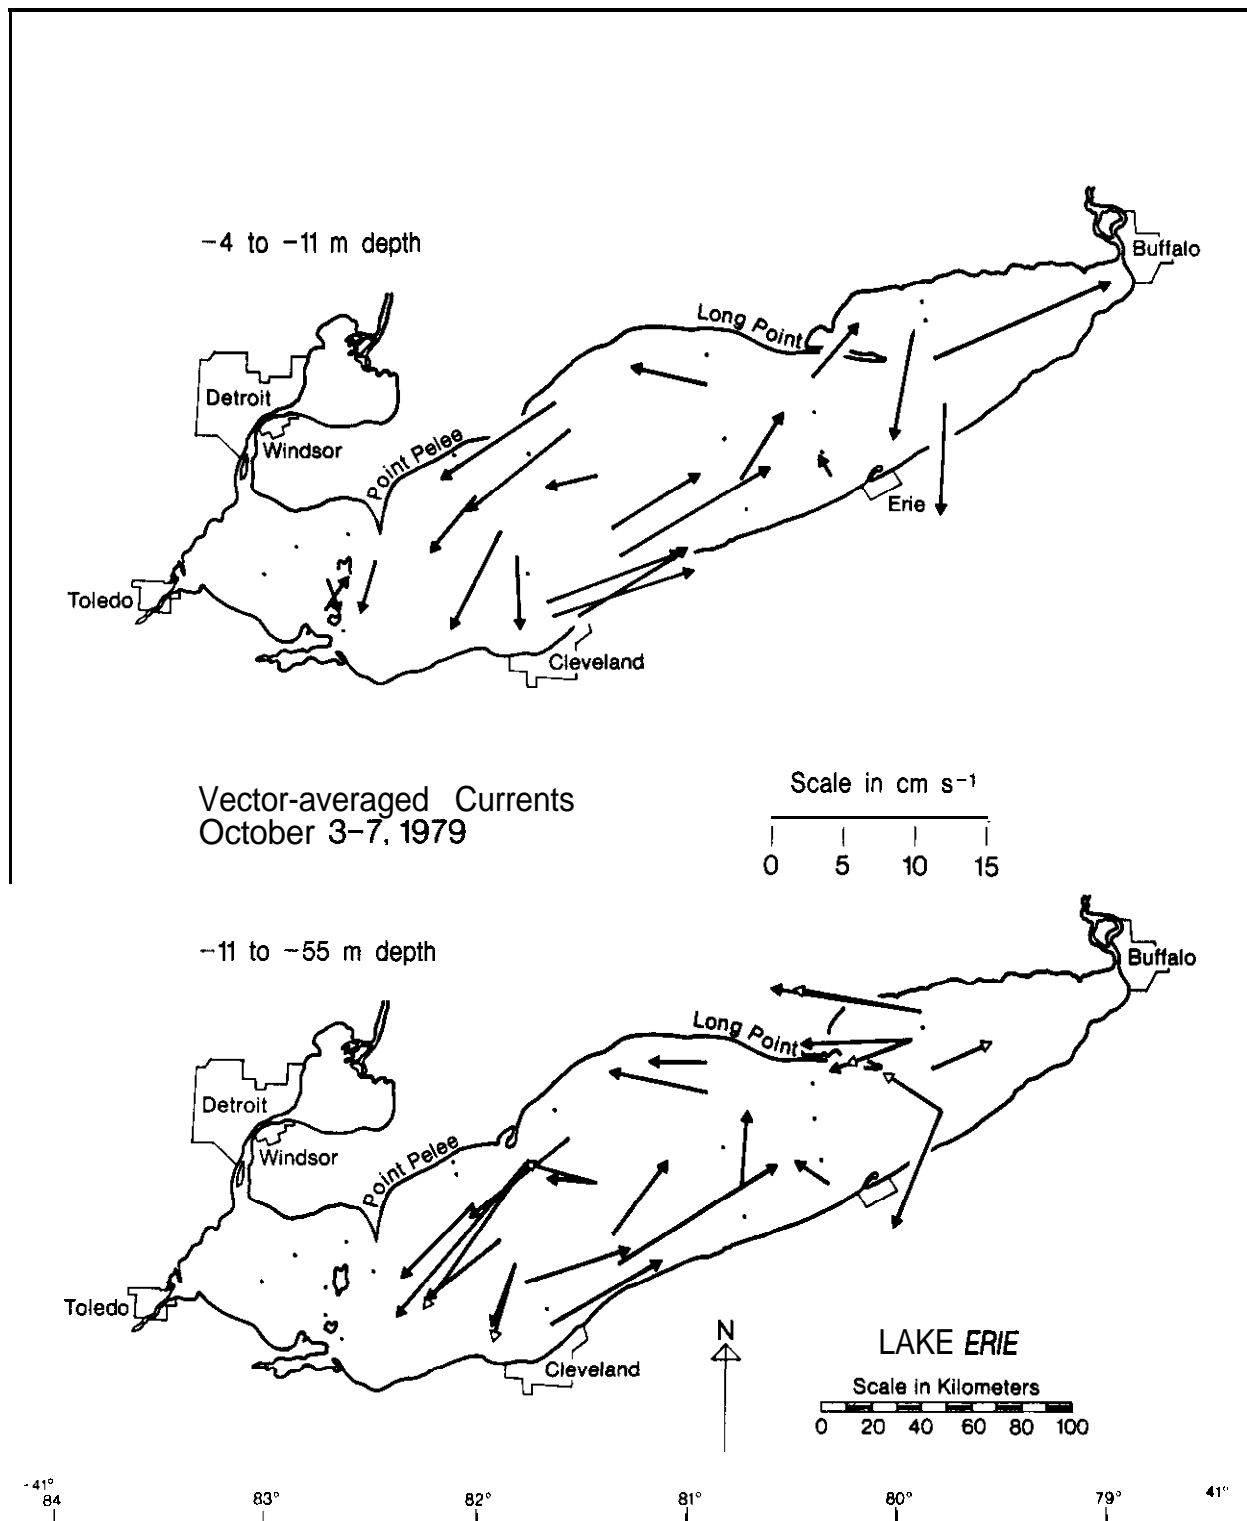 -4 to -11 m depth
Buffalo
Long Point
Detroit
Windsor
Point Pelee
Erie
Toledo
Cleveland
Vector-averaged Currents
October 3-7, 1979
Scale in cm s-1
0 5 10 15
-11 to -55 m depth
Buffalo
Long Point
Detroit
Windsor
Point Pelee
Toledo
Cleveland
N
LAKE ERIE
Scale in Kilometers
0 20 40 60 80 100
-41° 41°
84 83° 82° 81° 80° 79°